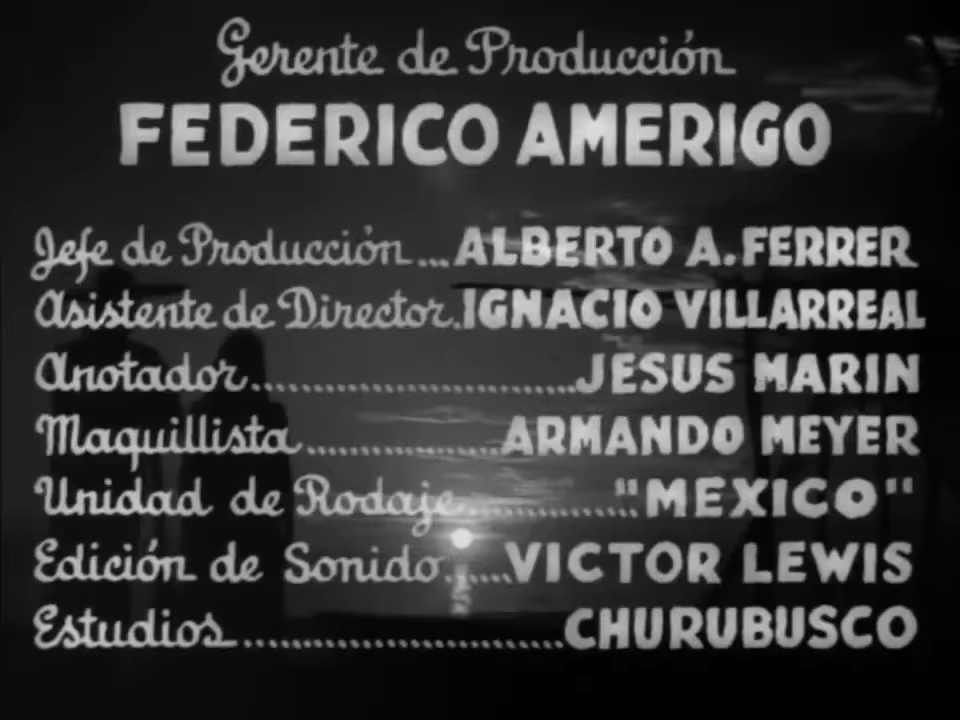 Gerente de Producción
FEDERICO AMERIGO
Jefe de Producción...ALBERTO A. FERRER
Asistente de Director.IGNACIO VILLARREAL
Anotador..............................JESUS MARIN
Maquillista..................ARMANDO MEYER
Unidad de Rodaje................"MEXICO"
Edición de Sonido......VICTOR LEWIS
Estudios..............................CHURUBUSCO